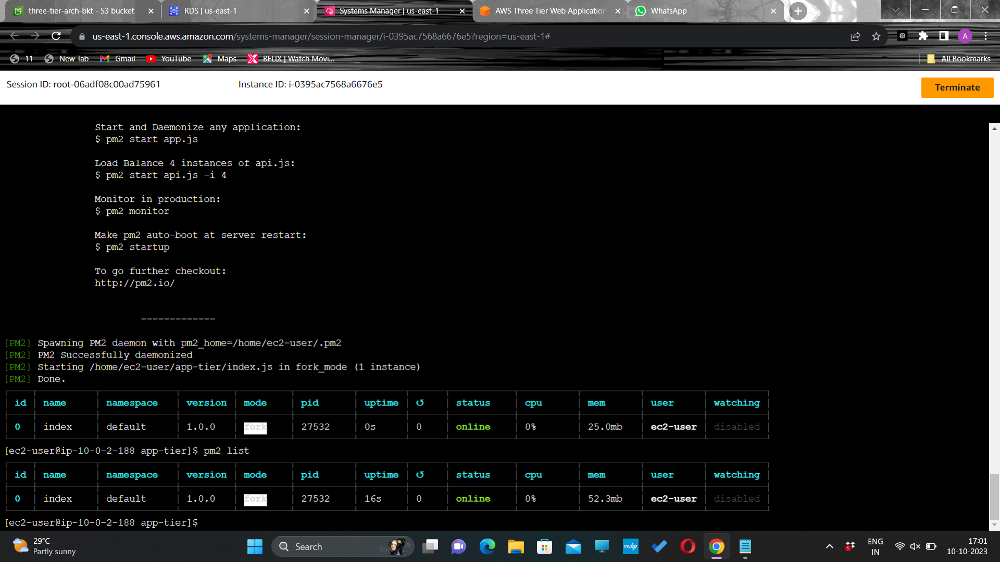 three-tier-arch-bkt - S3 bucket
RDS | us-east-1
Systems Manager | us-east-1
AWS Three Tier Web Application
WhatsApp
us-east-1.console.aws.amazon.com/systems-manager/session-manager/i-0395ac7568a6676e5?region=us-east-1#
A
11
New Tab
Gmail
YouTube
Maps
BFLIX | Watch Movi...
All Bookmarks
Session ID: root-06adf08c00ad75961
Instance ID: i-0395ac7568a6676e5
Terminate
Start and Daemonize any application:
$ pm2 start app.js
Load Balance 4 instances of api.js:
$ pm2 start api.js -i 4
Monitor in production:
$ pm2 monitor
Make pm2 auto-boot at server restart:
$ pm2 startup
To go further checkout:
http://pm2.io/
-------------
[PM2] Spawning PM2 daemon with pm2_home=/home/ec2-user/.pm2
[PM2] PM2 Successfully daemonized
[PM2] Starting /home/ec2-user/app-tier/index.js in fork_mode (1 instance)
[PM2] Done.
id name namespace version mode pid uptime ↺ status cpu mem user watching
0 index default 1.0.0 fork 27532 0s 0 online 0% 25.0mb ec2-user disabled
[ec2-user@ip-10-0-2-188 app-tier]$ pm2 list
id name namespace version mode pid uptime ↺ status cpu mem user watching
0 index default 1.0.0 fork 27532 16s 0 online 0% 52.3mb ec2-user disabled
[ec2-user@ip-10-0-2-188 app-tier]$
29°C
Partly sunny
Search
myhp
1
ENG
IN
17:01
10-10-2023